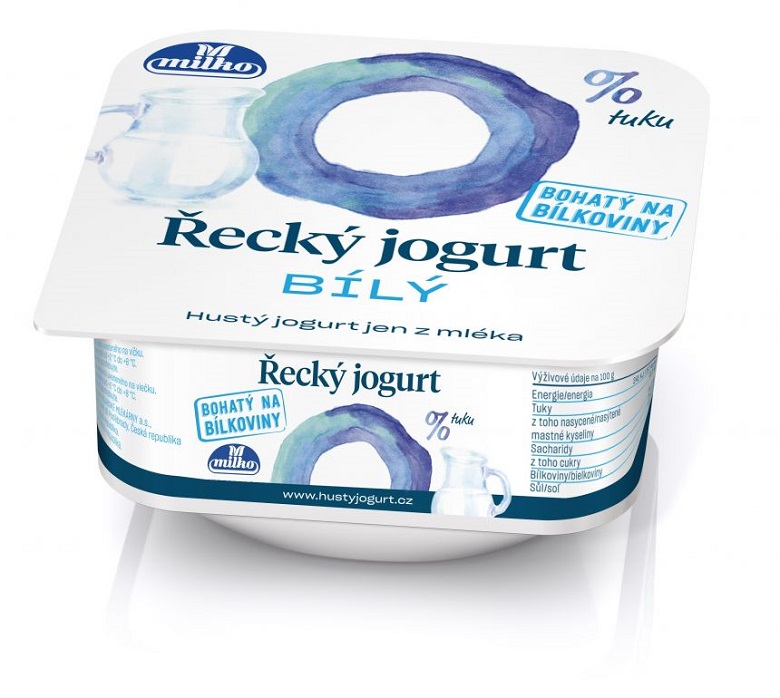 milko
% tuku
BOHATÝ NA
BÍLKOVINY
Řecký jogurt
BÍLÝ
Hustý jogurt jen z mléka
Řecký jogurt
BOHATÝ NA
BÍLKOVINY
% tuku
milko
www.hustyjogurt.cz
Česká republika
Výživové údaje na 100 g
Energie/energia
Tuky
z toho nasycené/nasýtené
mastné kyseliny
Sacharidy
z toho cukry
Bílkoviny/bielkoviny
Sůl/soľ